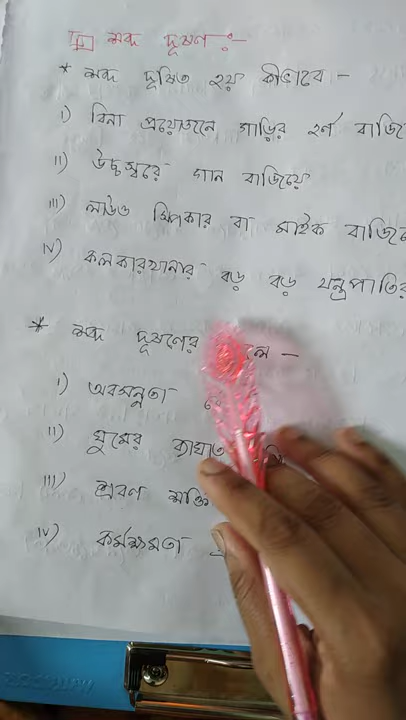 শব্দ দূষণ :-
* শব্দ দূষিত হয় কীভাবে -
i) বিনা প্রয়োজনে গাড়ির হর্ণ
ii) উচ্চস্বরে গান বাজিয়ে
iii) লাউড স্পিকার বা মাইক
iv) কলকারখানার বড় বড় যন্ত্রপাতির
* শব্দ দূষণের ফলে -
i) অবসন্নতা
ii) ঘুমের ব্যাঘাত
iii) শ্রবণ শক্তি
iv) কর্মক্ষমতা